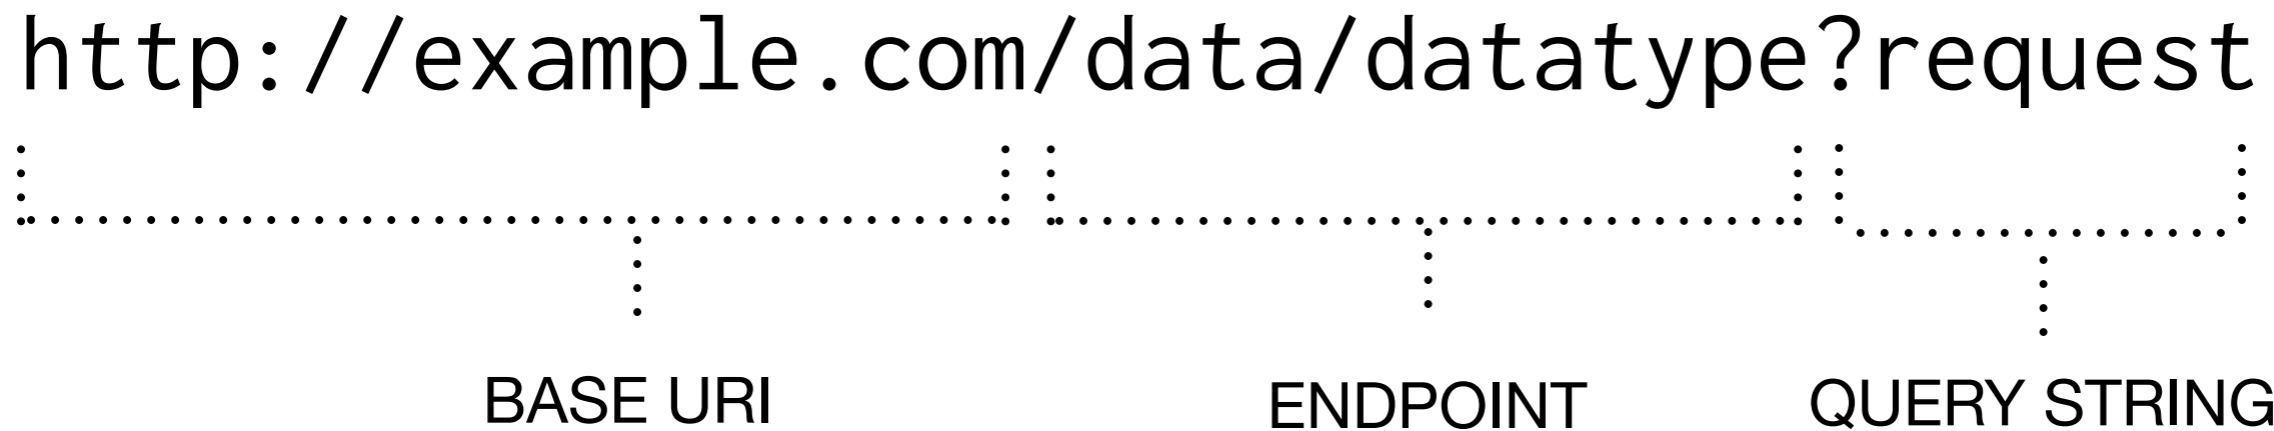 http://example.com/data/datatype?request
BASE URI
ENDPOINT
QUERY STRING